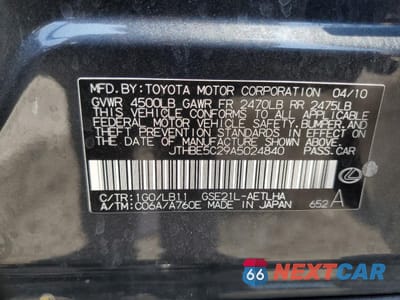 MFD. BY:TOYOTA MOTOR CORPORATION 04/10
GVWR 4500LB GAWR FR 2470LB RR 2475LB
THIS VEHICLE CONFORMS TO ALL APPLICABLE
FEDERAL MOTOR VEHICLE SAFETY, BUMPER, AND
THEFT PREVENTION STANDARDS IN EFFECT ON
THE DATE OF MANUFACTURE SHOWN ABOVE.
JTHBE5C29A5024840 PASS. CAR
C/TR:1G0/LB11 GSE21L-AETLHA
A/TM:C06A/A760E MADE IN JAPAN 652 A
66 NEXTCAR